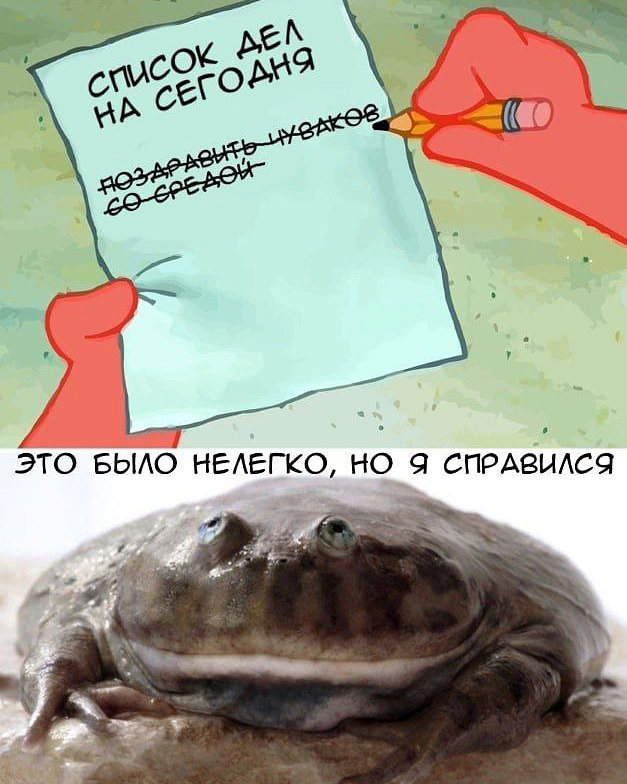 СПИСОК ДЕЛ
НА СЕГОДНЯ
ПОЗДРАВИТЬ ЧУВАКОВ
СО СРЕДОЙ
ЭТО БЫЛО НЕЛЕГКО, НО Я СПРАВИЛСЯ